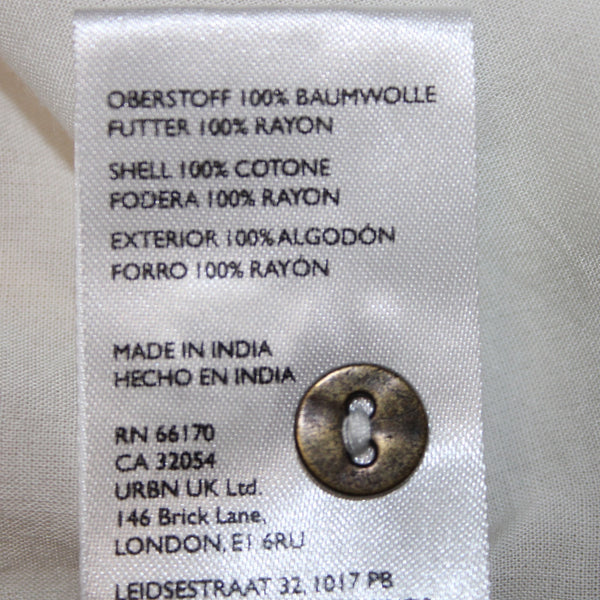 OBERSTOFF 100% BAUMWOLLE
FUTTER 100% RAYON
SHELL 100% COTONE
FODERA 100% RAYON
EXTERIOR 100% ALGODÓN
FORRO 100% RAYÓN
MADE IN INDIA
HECHO EN INDIA
RN 66170
CA 32054
URBN UK Ltd.
146 Brick Lane,
LONDON, E1 6RU
LEIDSESTRAAT 32, 1017 PB